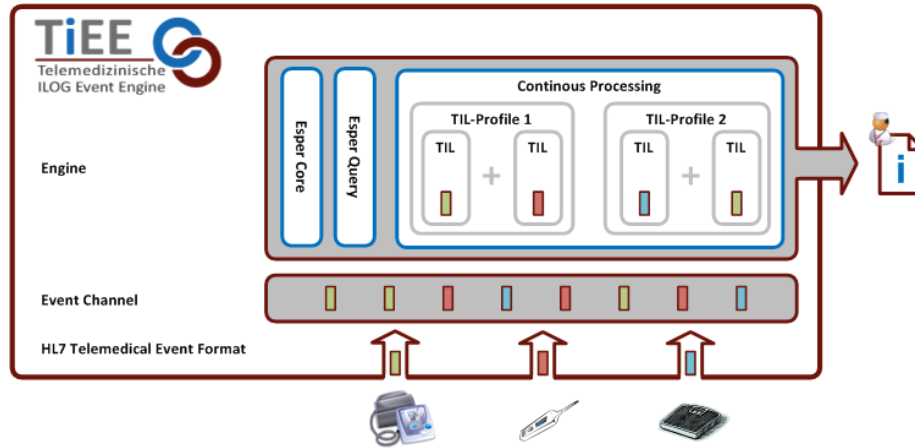 TiEE
Telemedizinische
ILOG Event Engine
Continous Processing
Esper Core
Esper Query
TIL-Profile 1
TIL-Profile 2
TIL
TIL
TIL
TIL
+
+
Engine
i
Event Channel
HL7 Telemedical Event Format